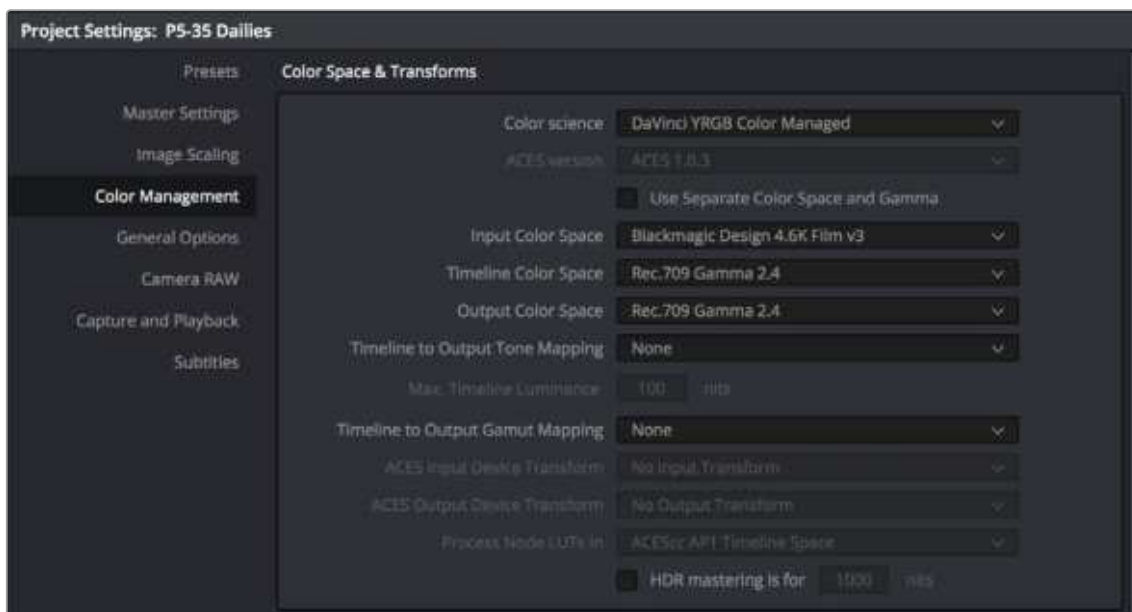 Project Settings: P5-35 Dailies
Presets
Master Settings
Image Scaling
Color Management
General Options
Camera RAW
Capture and Playback
Subtitles
Color Space & Transforms
Color science DaVinci YRGB Color Managed
ACES version ACES 1.0.3
Use Separate Color Space and Gamma
Input Color Space Blackmagic Design 4.6K Film v3
Timeline Color Space Rec.709 Gamma 2.4
Output Color Space Rec.709 Gamma 2.4
Timeline to Output Tone Mapping None
Max. Timeline Luminance 100 nits
Timeline to Output Gamut Mapping None
ACES Input Device Transform No Input Transform
ACES Output Device Transform No Output Transform
Process Node LUTs in ACEScc AP1 Timeline Space
HDR mastering is for 1000 nits